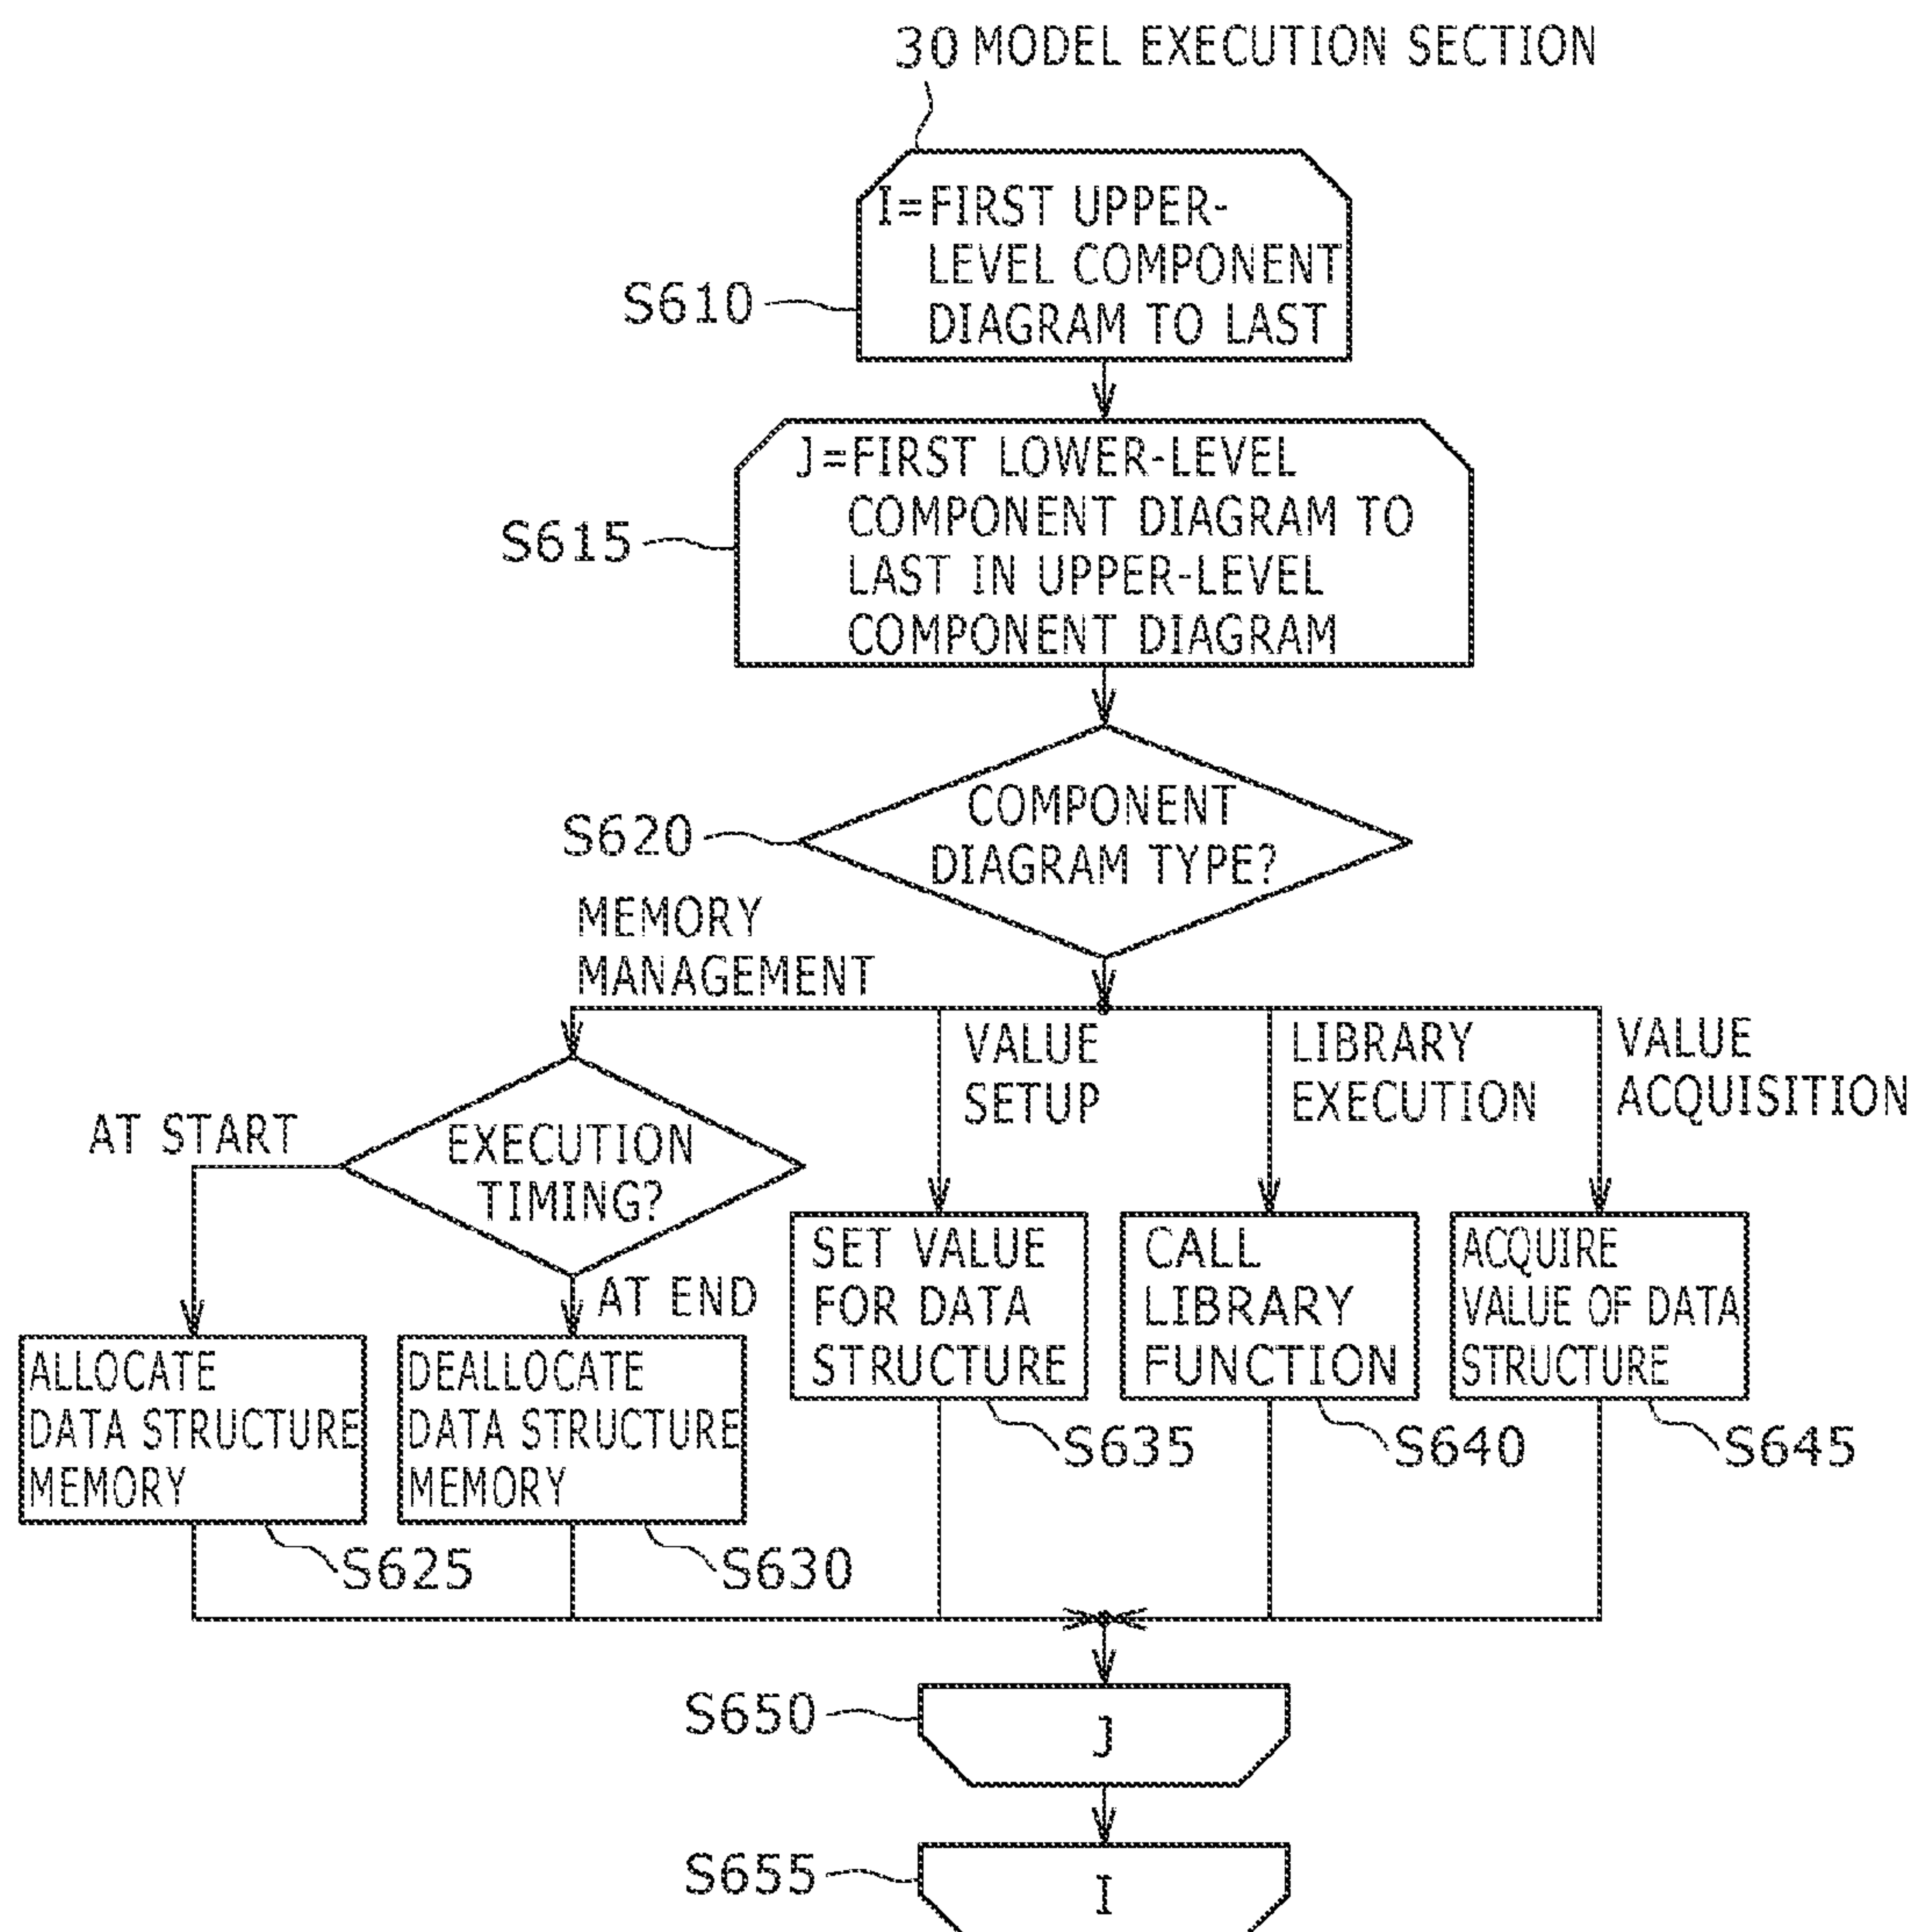 30 MODEL EXECUTION SECTION
I=FIRST UPPER-
LEVEL COMPONENT
DIAGRAM TO LAST
S610
J=FIRST LOWER-LEVEL
COMPONENT DIAGRAM TO
LAST IN UPPER-LEVEL
COMPONENT DIAGRAM
S615
COMPONENT
DIAGRAM TYPE?
S620
MEMORY
MANAGEMENT
VALUE
SETUP
LIBRARY
EXECUTION
VALUE
ACQUISITION
AT START
EXECUTION
TIMING?
AT END
ALLOCATE
DATA STRUCTURE
MEMORY
S625
DEALLOCATE
DATA STRUCTURE
MEMORY
S630
SET VALUE
FOR DATA
STRUCTURE
S635
CALL
LIBRARY
FUNCTION
S640
ACQUIRE
VALUE OF DATA
STRUCTURE
S645
S650
J
S655
I